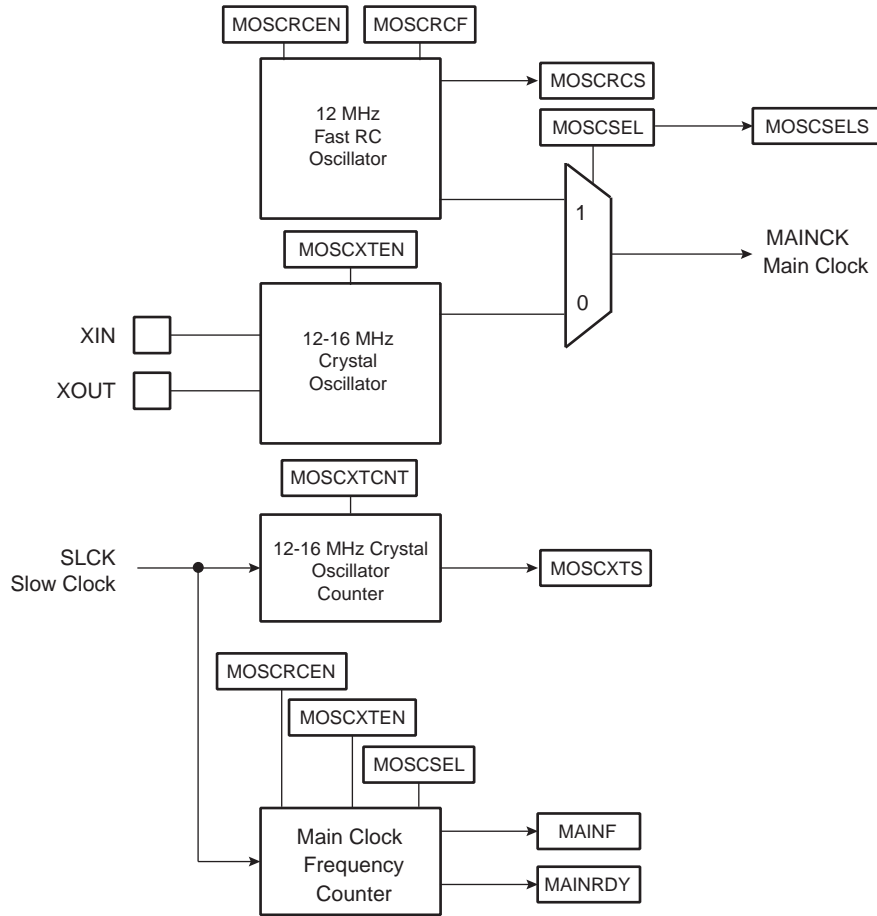 MOSCRCEN
MOSCRCF
12 MHz
Fast RC
Oscillator
MOSCRCS
MOSCSEL
MOSCSELS
1
0
MAINCK
Main Clock
MOSCXTEN
XIN
XOUT
12-16 MHz
Crystal
Oscillator
MOSCXTCNT
SLCK
Slow Clock
12-16 MHz Crystal
Oscillator
Counter
MOSCXTS
MOSCRCEN
MOSCXTEN
MOSCSEL
Main Clock
Frequency
Counter
MAINF
MAINRDY